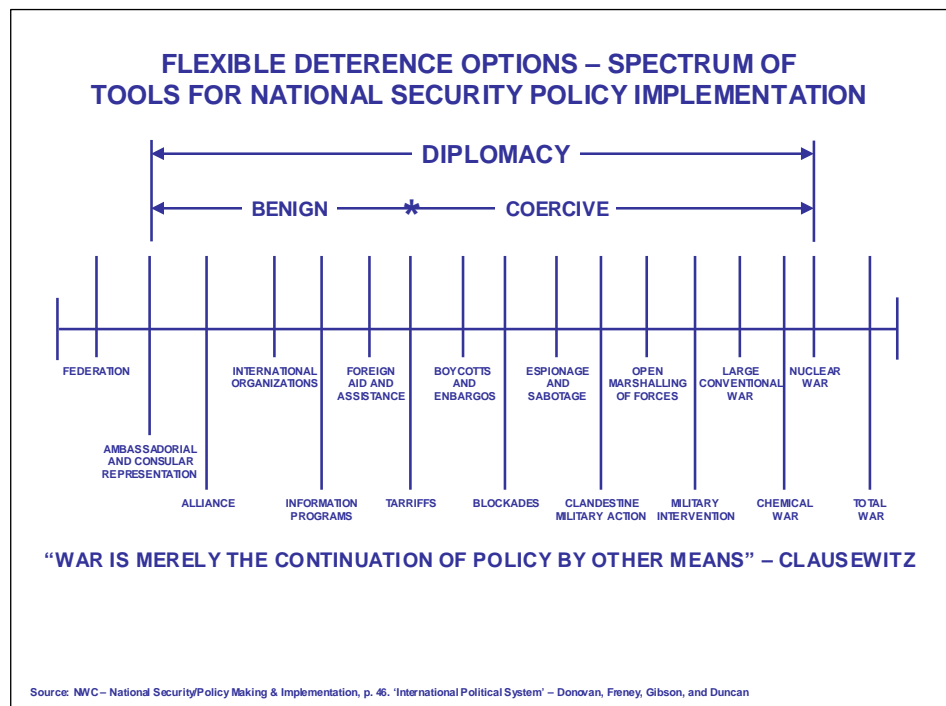 FLEXIBLE DETERENCE OPTIONS – SPECTRUM OF
TOOLS FOR NATIONAL SECURITY POLICY IMPLEMENTATION
DIPLOMACY
BENIGN
*
COERCIVE
FEDERATION
AMBASSADORIAL
AND CONSULAR
REPRESENTATION
ALLIANCE
INTERNATIONAL
ORGANIZATIONS
INFORMATION
PROGRAMS
FOREIGN
AID AND
ASSISTANCE
TARRIFFS
BOYCOTTS
AND
ENBARGOS
BLOCKADES
ESPIONAGE
AND
SABOTAGE
CLANDESTINE
MILITARY ACTION
OPEN
MARSHALLING
OF FORCES
MILITARY
INTERVENTION
LARGE
CONVENTIONAL
WAR
CHEMICAL
WAR
NUCLEAR
WAR
TOTAL
WAR
“WAR IS MERELY THE CONTINUATION OF POLICY BY OTHER MEANS” – CLAUSEWITZ
Source: NWC – National Security/Policy Making & Implementation, p. 46. ‘International Political System’ – Donovan, Freney, Gibson, and Duncan